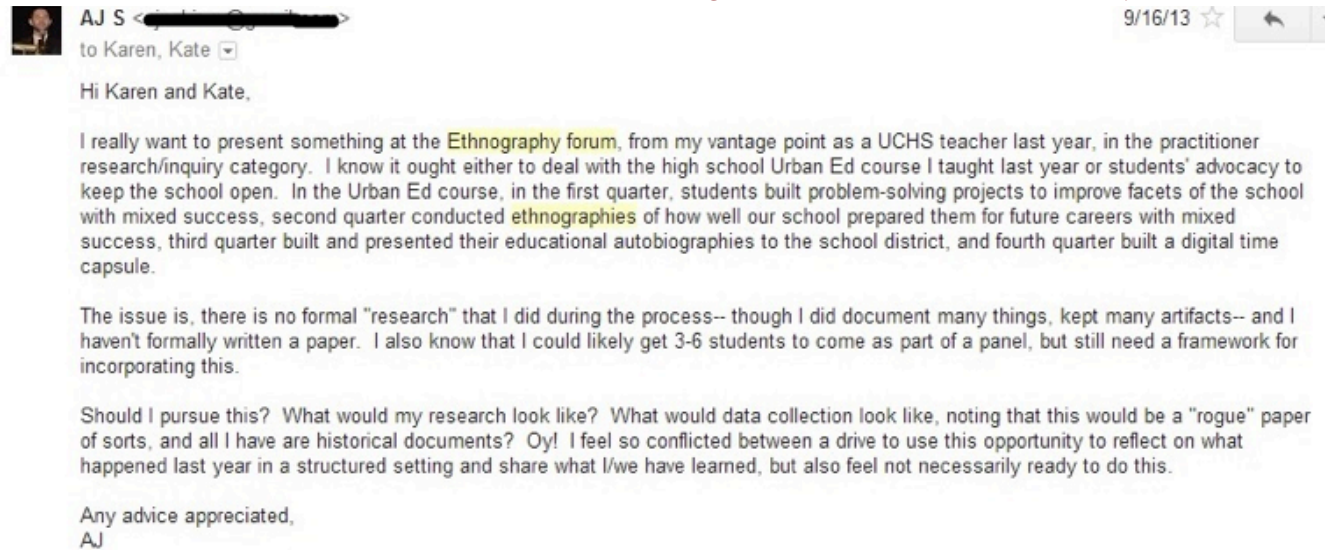 AJ S <
9/16/13
to Karen, Kate
Hi Karen and Kate,
I really want to present something at the Ethnography forum, from my vantage point as a UCHS teacher last year, in the practitioner
research/inquiry category.  I know it ought either to deal with the high school Urban Ed course I taught last year or students' advocacy to
keep the school open.  In the Urban Ed course, in the first quarter, students built problem-solving projects to improve facets of the school
with mixed success, second quarter conducted ethnographies of how well our school prepared them for future careers with mixed
success, third quarter built and presented their educational autobiographies to the school district, and fourth quarter built a digital time
capsule.
The issue is, there is no formal "research" that I did during the process-- though I did document many things, kept many artifacts-- and I
haven't formally written a paper.  I also know that I could likely get 3-6 students to come as part of a panel, but still need a framework for
incorporating this.
Should I pursue this?  What would my research look like?  What would data collection look like, noting that this would be a "rogue" paper
of sorts, and all I have are historical documents?  Oy!  I feel so conflicted between a drive to use this opportunity to reflect on what
happened last year in a structured setting and share what I/we have learned, but also feel not necessarily ready to do this.
Any advice appreciated,
AJ